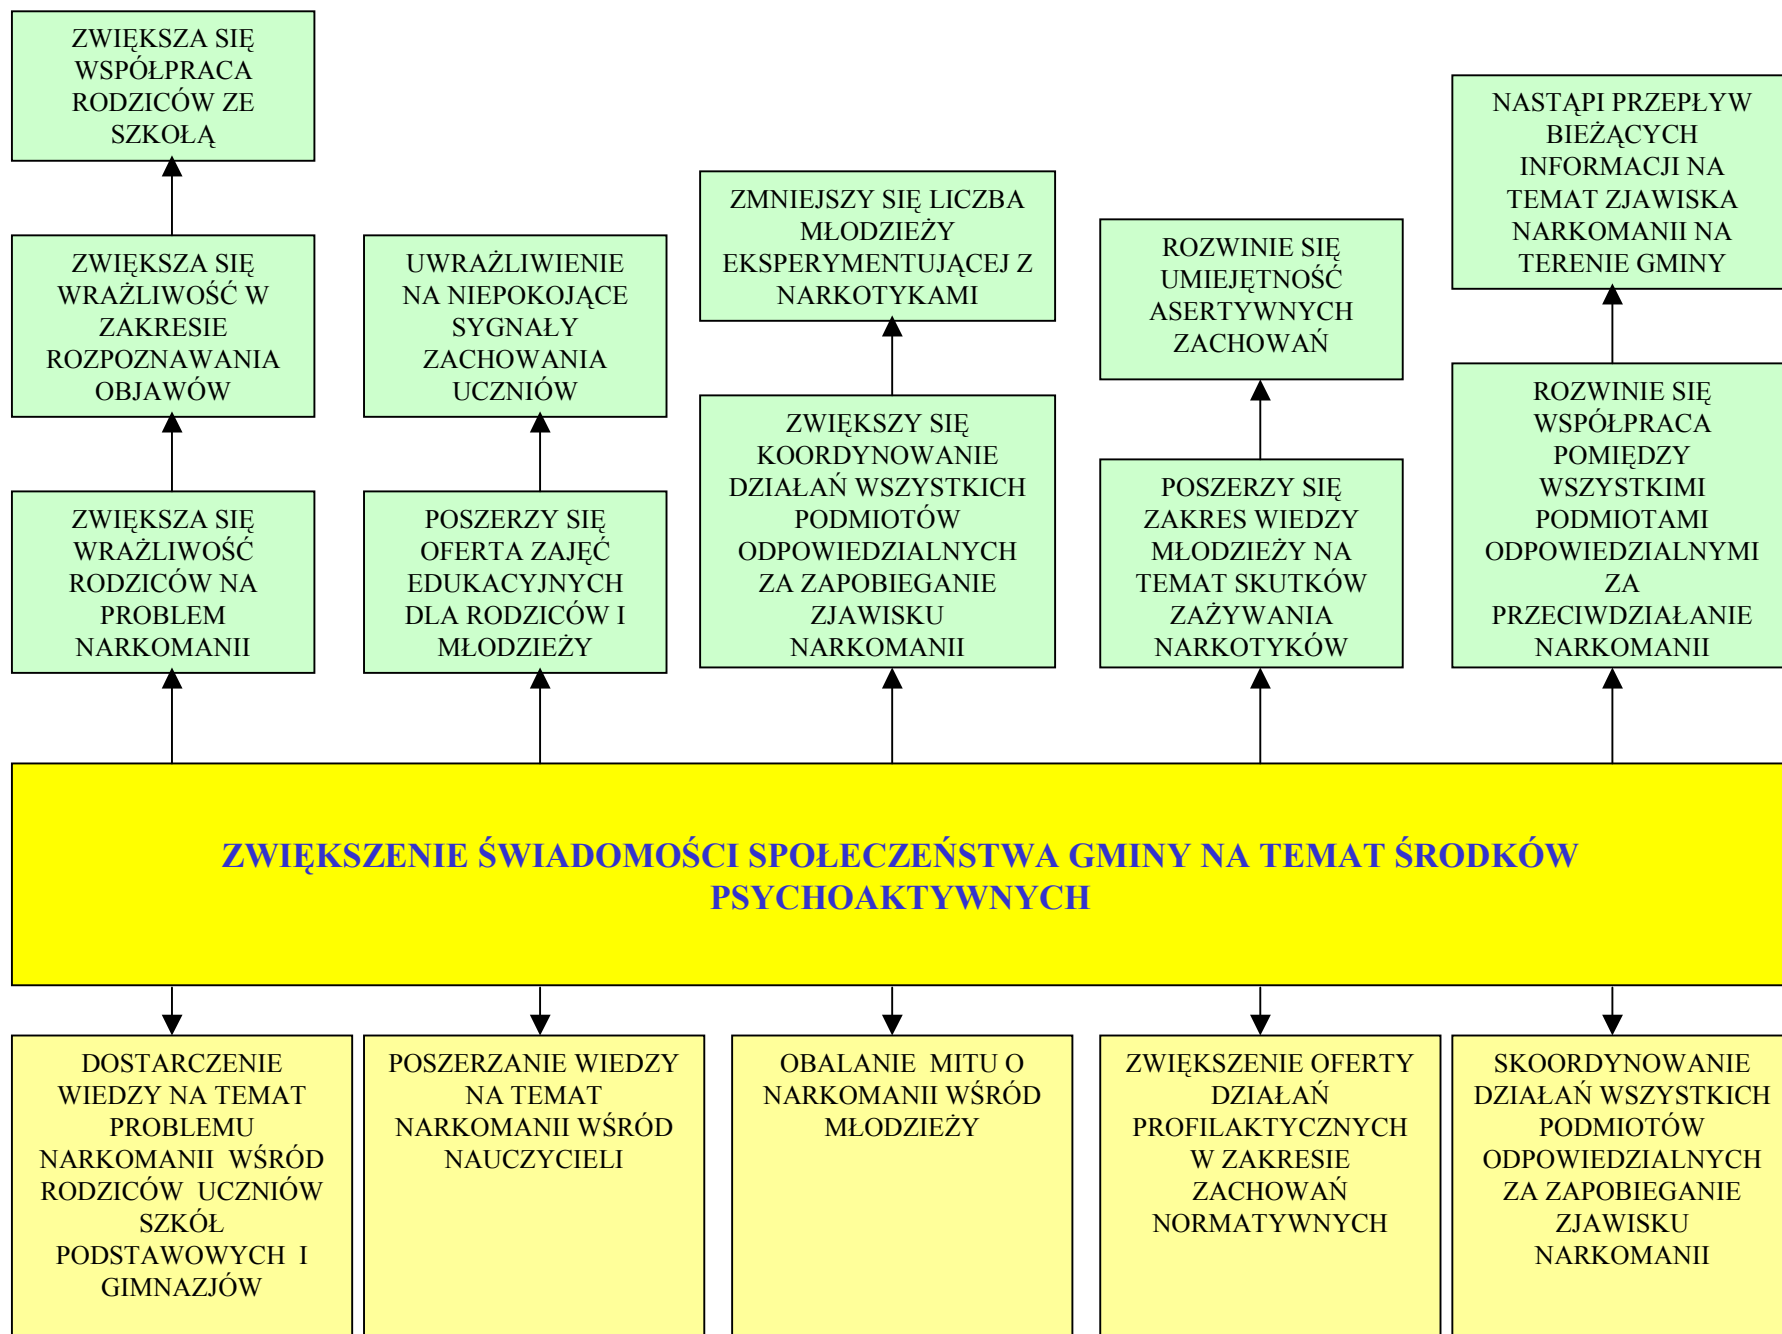 ZWIĘKSZA SIĘ
WSPÓŁPRACA
RODZICÓW ZE
SZKOŁĄ
NASTĄPI PRZEPŁYW
BIEŻĄCYCH
INFORMACJI NA
TEMAT ZJAWISKA
NARKOMANII NA
TERENIE GMINY
ZMNIEJSZY SIĘ LICZBA
MŁODZIEŻY
EKSPERYMENTUJĄCEJ Z
NARKOTYKAMI
ROZWINIE SIĘ
UMIEJĘTNOŚĆ
ASERTYWNYCH
ZACHOWAŃ
ZWIĘKSZA SIĘ
WRAŻLIWOŚĆ W
ZAKRESIE
ROZPOZNAWANIA
OBJAWÓW
UWRAŻLIWIENIE
NA NIEPOKOJĄCE
SYGNAŁY
ZACHOWANIA
UCZNIÓW
ZWIĘKSZA SIĘ
WRAŻLIWOŚĆ
RODZICÓW NA
PROBLEM
NARKOMANII
POSZERZY SIĘ
OFERTA ZAJĘĆ
EDUKACYJNYCH
DLA RODZICÓW I
MŁODZIEŻY
ZWIĘKSZY SIĘ
KOORDYNOWANIE
DZIAŁAŃ WSZYSTKICH
PODMIOTÓW
ODPOWIEDZIALNYCH
ZA ZAPOBIEGANIE
ZJAWISKU
NARKOMANII
POSZERZY SIĘ
ZAKRES WIEDZY
MŁODZIEŻY NA
TEMAT SKUTKÓW
ZAŻYWANIA
NARKOTYKÓW
ROZWINIE SIĘ
WSPÓŁPRACA
POMIĘDZY
WSZYSTKIMI
PODMIOTAMI
ODPOWIEDZIALNYMI
ZA
PRZECIWDZIAŁANIE
NARKOMANII
ZWIĘKSZENIE ŚWIADOMOŚCI SPOŁECZEŃSTWA GMINY NA TEMAT ŚRODKÓW
PSYCHOAKTYWNYCH
DOSTARCZENIE
WIEDZY NA TEMAT
PROBLEMU
NARKOMANII WŚRÓD
RODZICÓW UCZNIÓW
SZKÓŁ
PODSTAWOWYCH I
GIMNAZJÓW
POSZERZANIE WIEDZY
NA TEMAT
NARKOMANII WŚRÓD
NAUCZYCIELI
OBALANIE MITU O
NARKOMANII WŚRÓD
MŁODZIEŻY
ZWIĘKSZENIE OFERTY
DZIAŁAŃ
PROFILAKTYCZNYCH
W ZAKRESIE
ZACHOWAŃ
NORMATYWNYCH
SKOORDYNOWANIE
DZIAŁAŃ WSZYSTKICH
PODMIOTÓW
ODPOWIEDZIALNYCH
ZA ZAPOBIEGANIE
ZJAWISKU
NARKOMANII